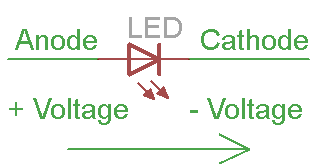 LED
Anode Cathode
+ Voltage - Voltage